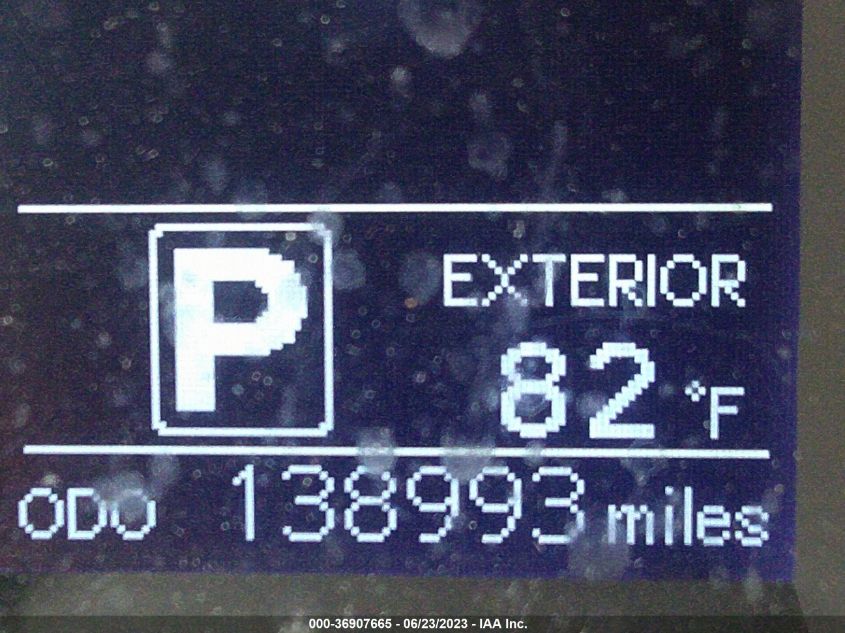 P
EXTERIOR
82 °F
ODO 138993 miles
000-36907665 - 06/23/2023 - IAA Inc.